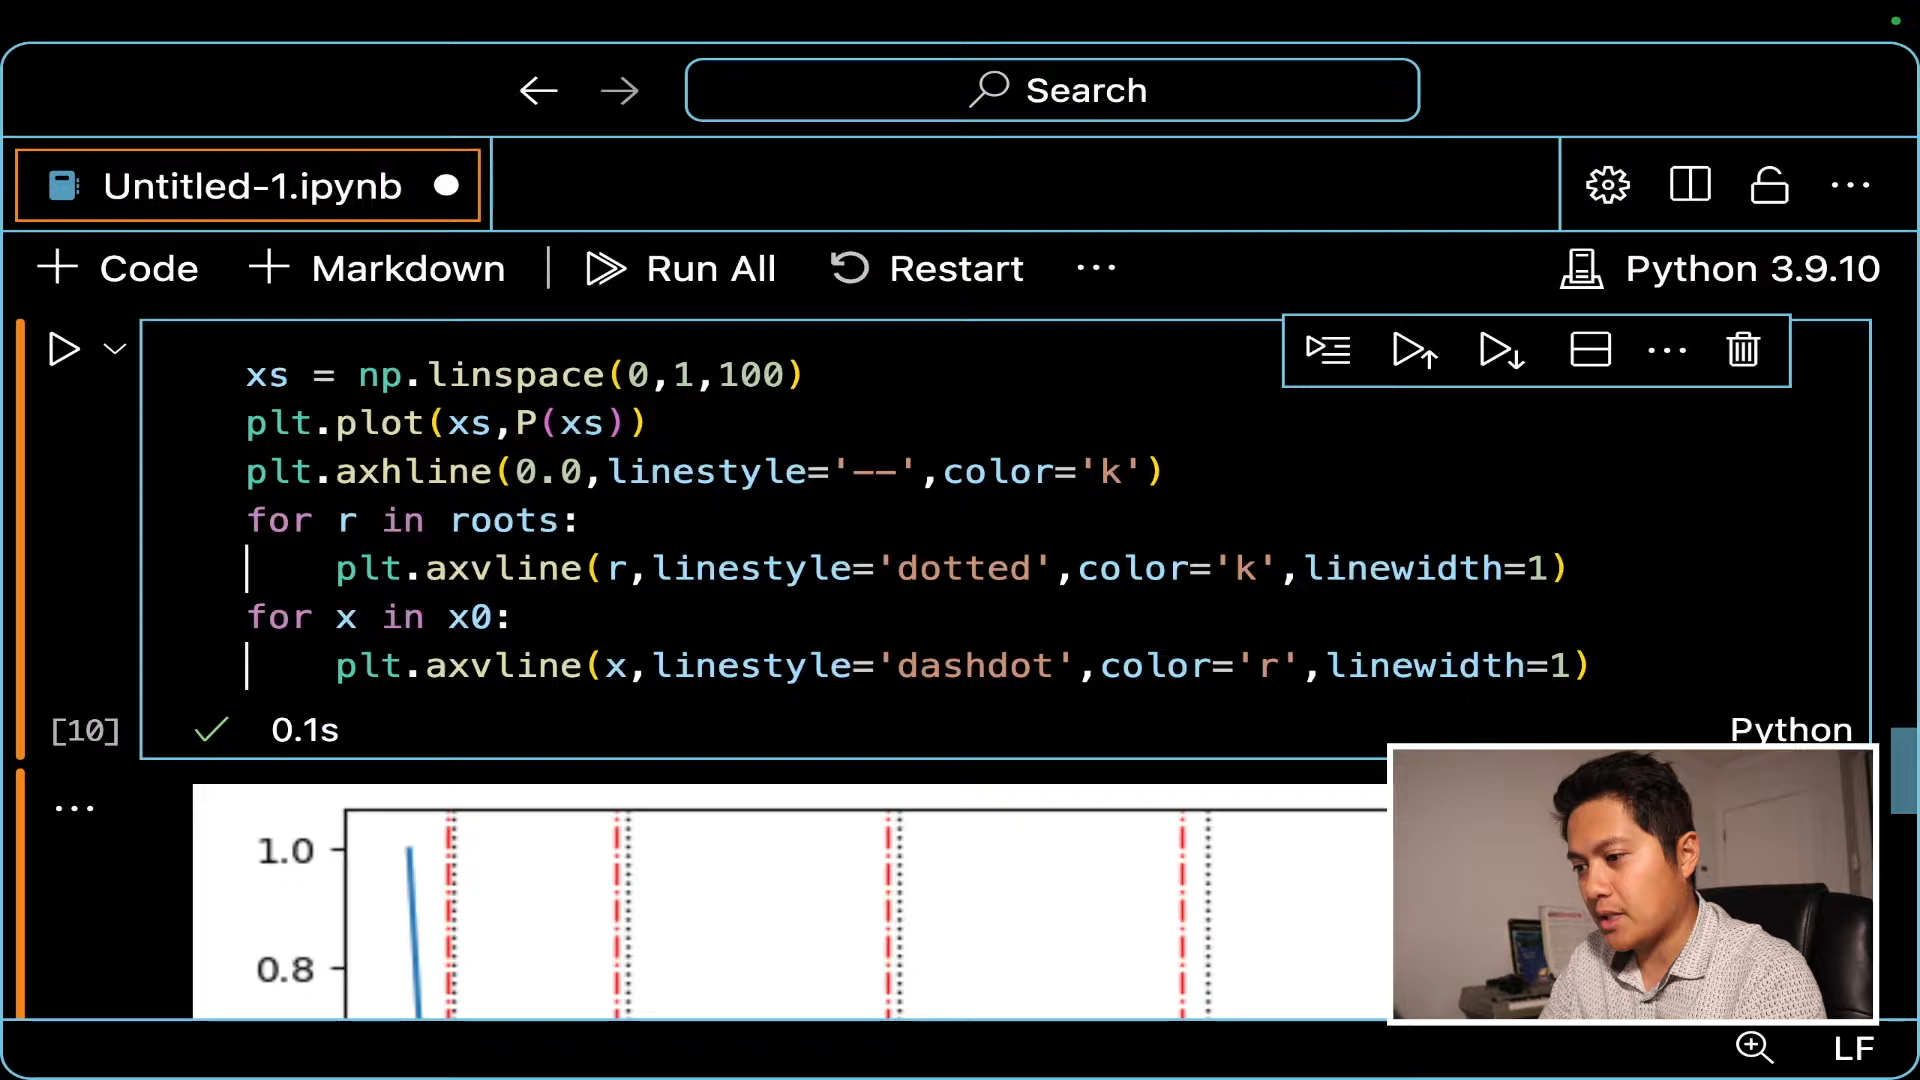 Search
Untitled-1.ipynb
Code Markdown Run All Restart ... Python 3.9.10
xs = np.linspace(0,1,100)
plt.plot(xs,P(xs))
plt.axhline(0.0,linestyle='--',color='k')
for r in roots:
    plt.axvline(r,linestyle='dotted',color='k',linewidth=1)
for x in x0:
    plt.axvline(x,linestyle='dashdot',color='r',linewidth=1)
[10] 0.1s Python
1.0
0.8
LF